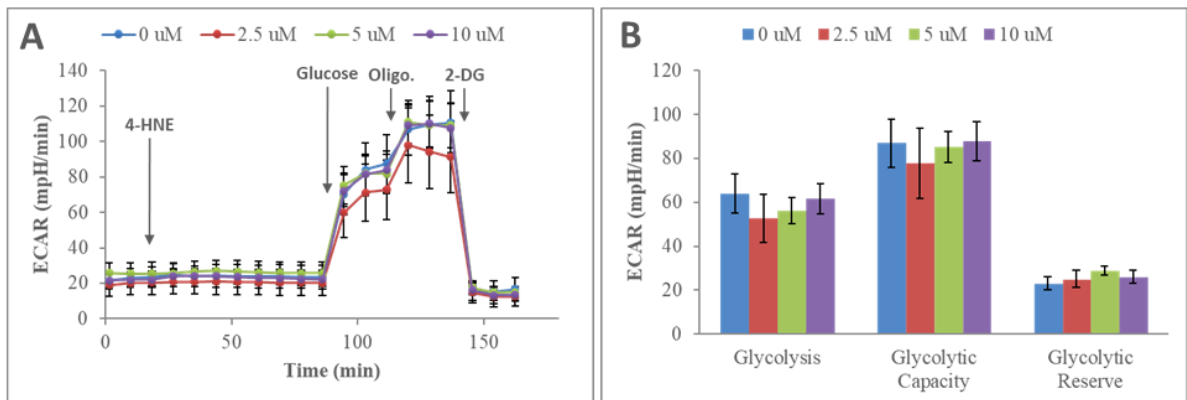 A
0 uM 2.5 uM 5 uM 10 uM
140
120
100
80
60
40
20
0
ECAR (mpH/min)
4-HNE
Glucose
Oligo.
2-DG
0 50 100 150
Time (min)
B
0 uM 2.5 uM 5 uM 10 uM
120
100
80
60
40
20
0
ECAR (mpH/min)
Glycolysis
Glycolytic
Capacity
Glycolytic
Reserve